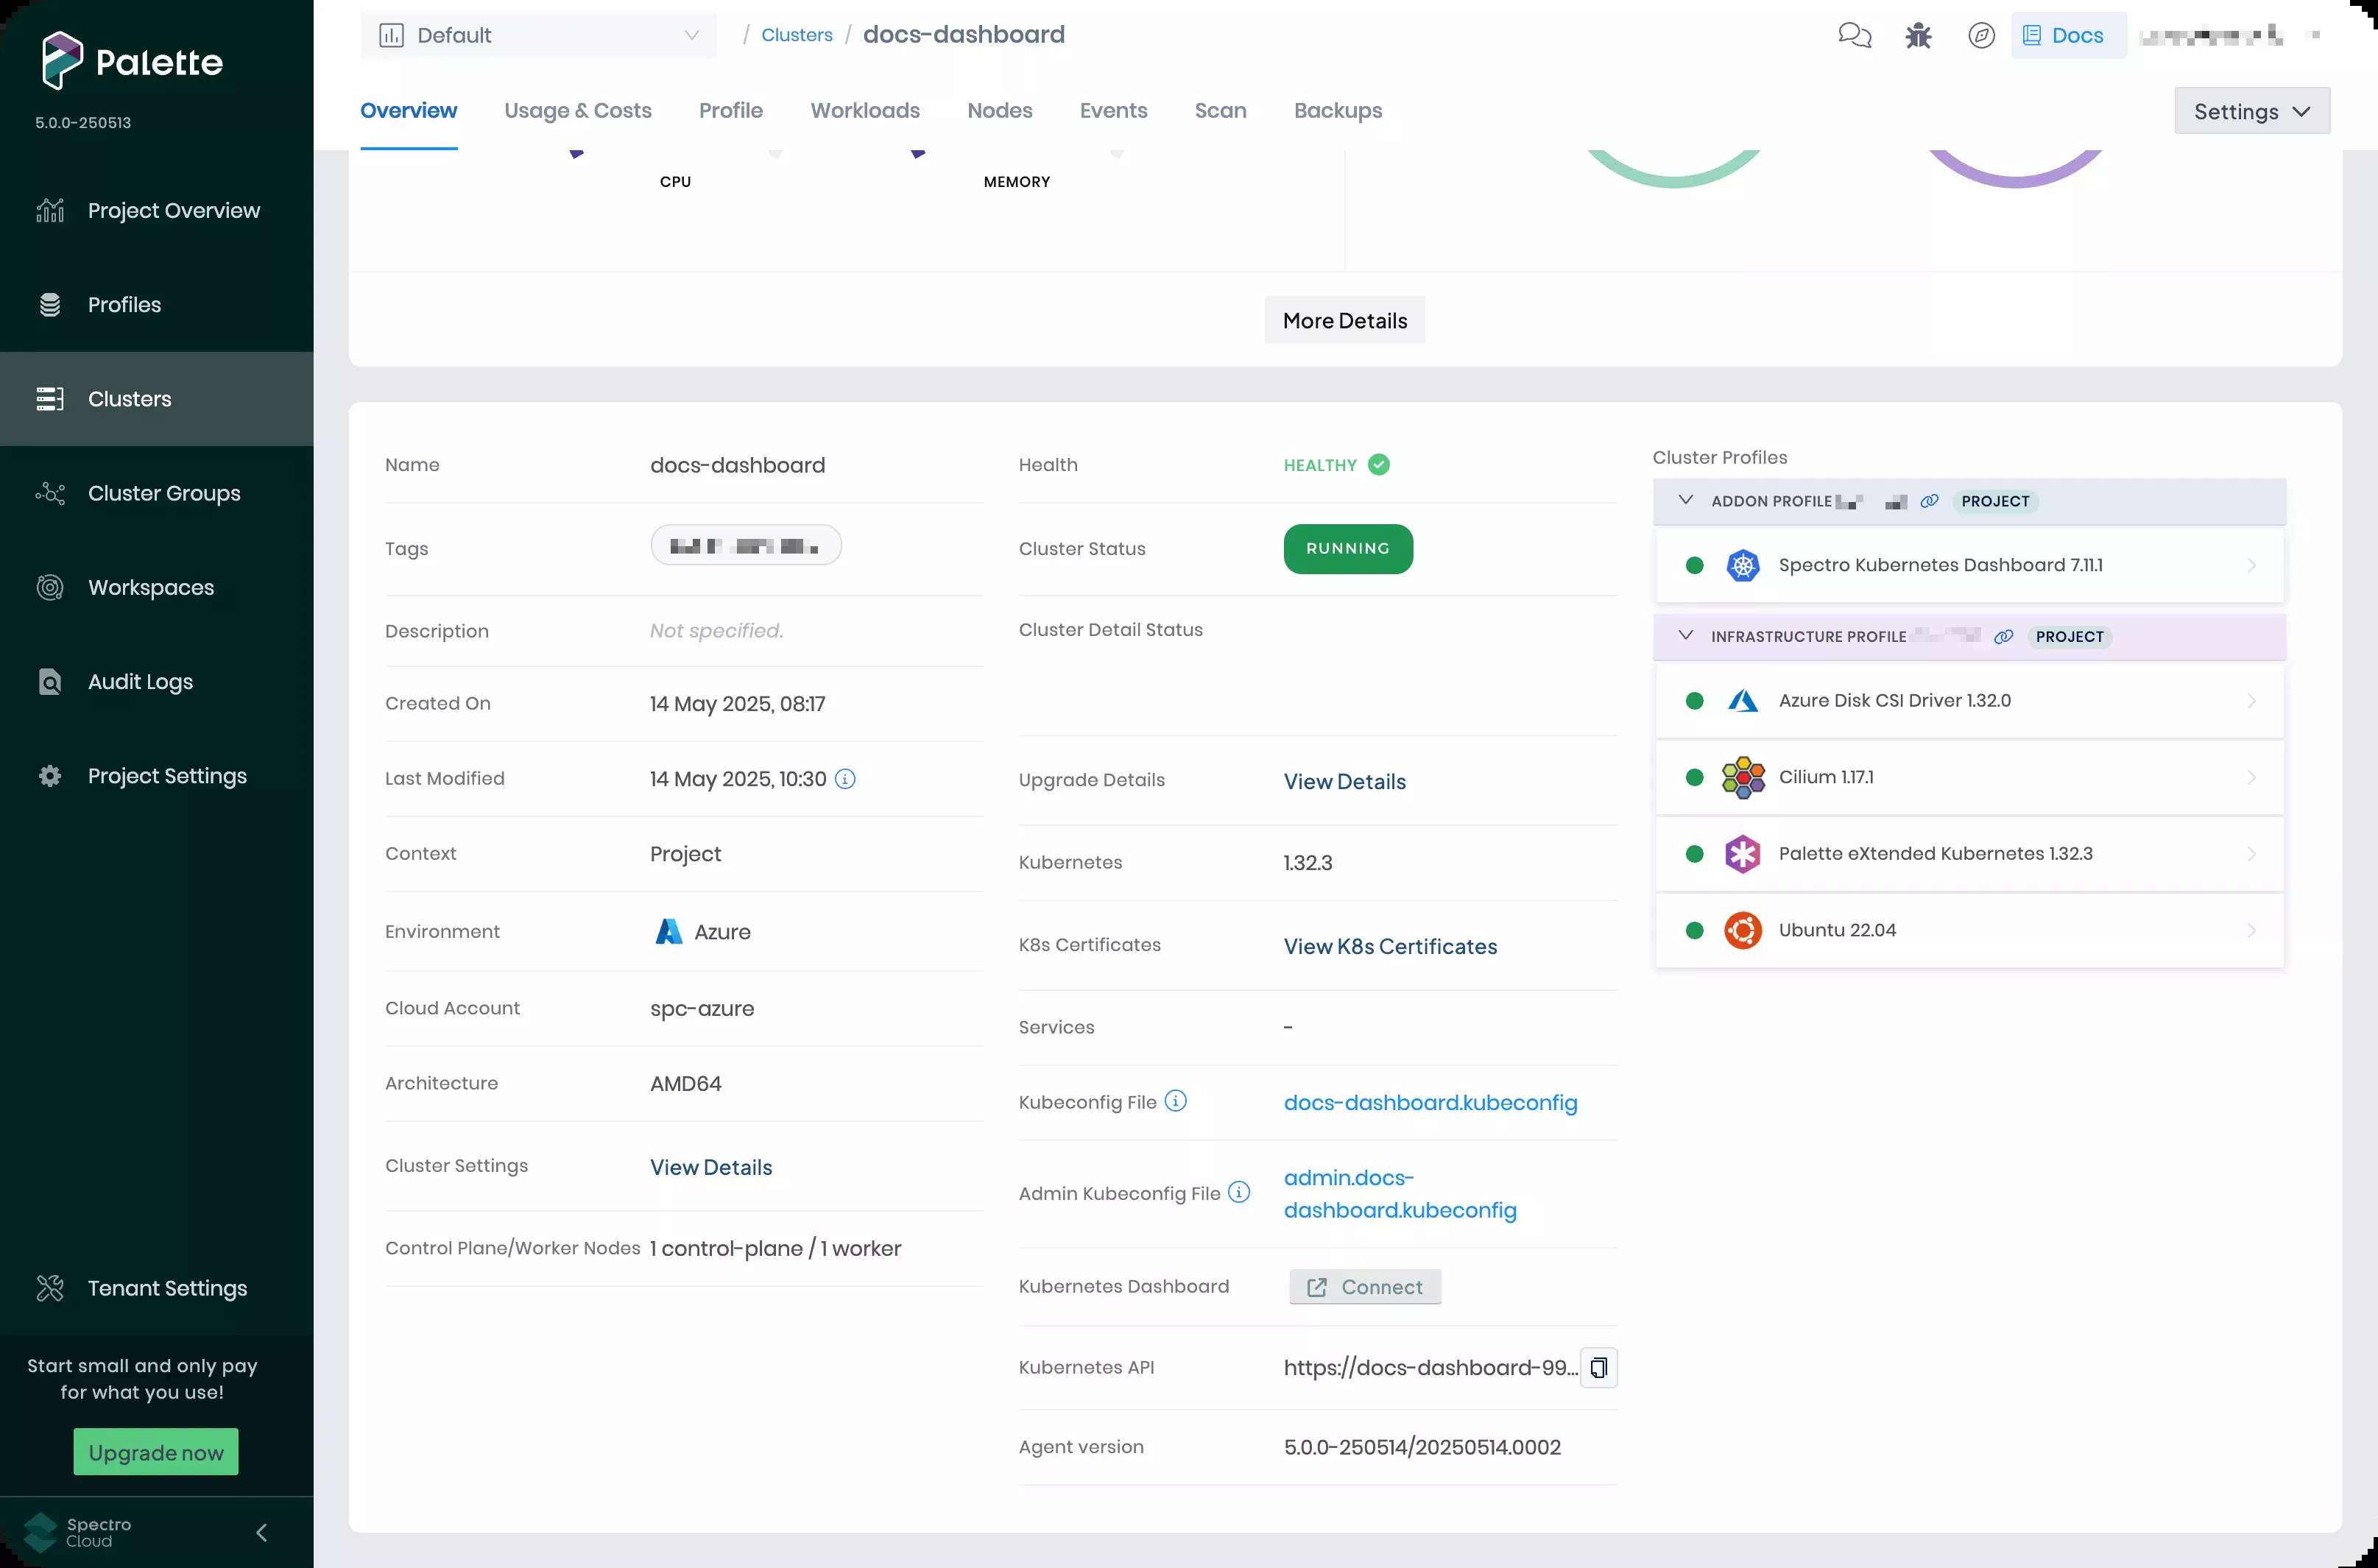 Palette
5.0.0-250513
Project Overview
Profiles
Clusters
Cluster Groups
Workspaces
Audit Logs
Project Settings
Tenant Settings
Start small and only pay
for what you use!
Upgrade now
Spectro
Cloud
Default
/ Clusters / docs-dashboard
Docs
Overview
Usage & Costs
Profile
Workloads
Nodes
Events
Scan
Backups
Settings
CPU
MEMORY
More Details
Name docs-dashboard
Tags
Description Not specified.
Created On 14 May 2025, 08:17
Last Modified 14 May 2025, 10:30
Context Project
Environment Azure
Cloud Account spc-azure
Architecture AMD64
Cluster Settings View Details
Control Plane/Worker Nodes 1 control-plane / 1 worker
Health HEALTHY
Cluster Status RUNNING
Cluster Detail Status
Upgrade Details View Details
Kubernetes 1.32.3
K8s Certificates View K8s Certificates
Services -
Kubeconfig File docs-dashboard.kubeconfig
Admin Kubeconfig File admin.docs-
dashboard.kubeconfig
Kubernetes Dashboard Connect
Kubernetes API https://docs-dashboard-99...
Agent version 5.0.0-250514/20250514.0002
Cluster Profiles
ADDON PROFILE PROJECT
Spectro Kubernetes Dashboard 7.11.1
INFRASTRUCTURE PROFILE PROJECT
Azure Disk CSI Driver 1.32.0
Cilium 1.17.1
Palette eXtended Kubernetes 1.32.3
Ubuntu 22.04